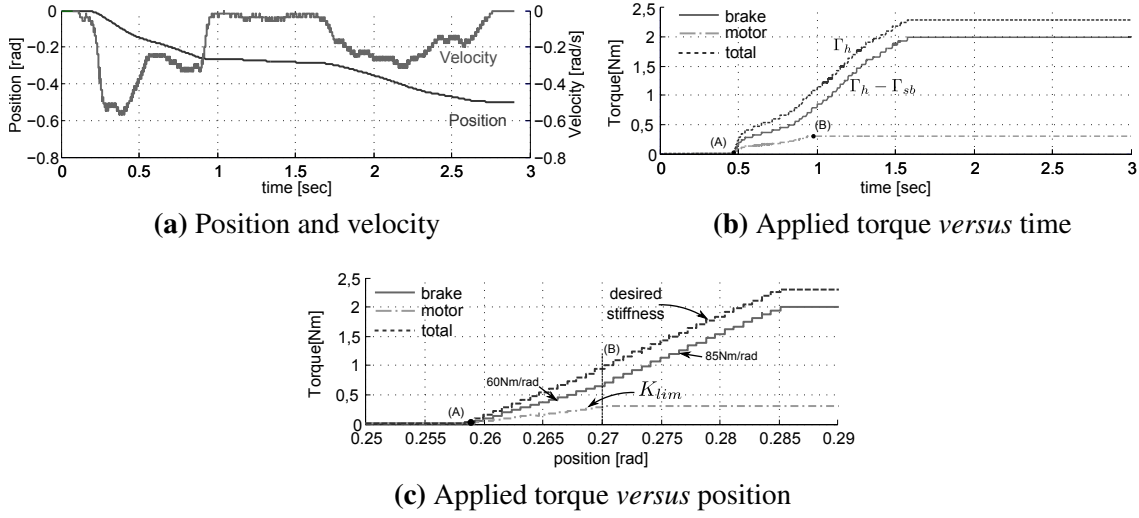 0
−0.2
−0.4
−0.6
−0.8
Position [rad]
Velocity
Position
0
−0.2
−0.4
−0.6
−0.8
Velocity [rad/s]
0 0.5 1 1.5 2 2.5 3
time [sec]
(a) Position and velocity
2,5
2
1,5
1
0,5
0
Torque[Nm]
brake
motor
total
Γh
Γh − Γsb
(A)
(B)
0 0.5 1 1.5 2 2.5 3
time [sec]
(b) Applied torque versus time
2,5
2
1,5
1
0,5
0
Torque[Nm]
brake
motor
total
desired
stiffness
(B)
85Nm/rad
60Nm/rad
Klim
(A)
0.25 0.255 0.26 0.265 0.27 0.275 0.28 0.285 0.29
position [rad]
(c) Applied torque versus position